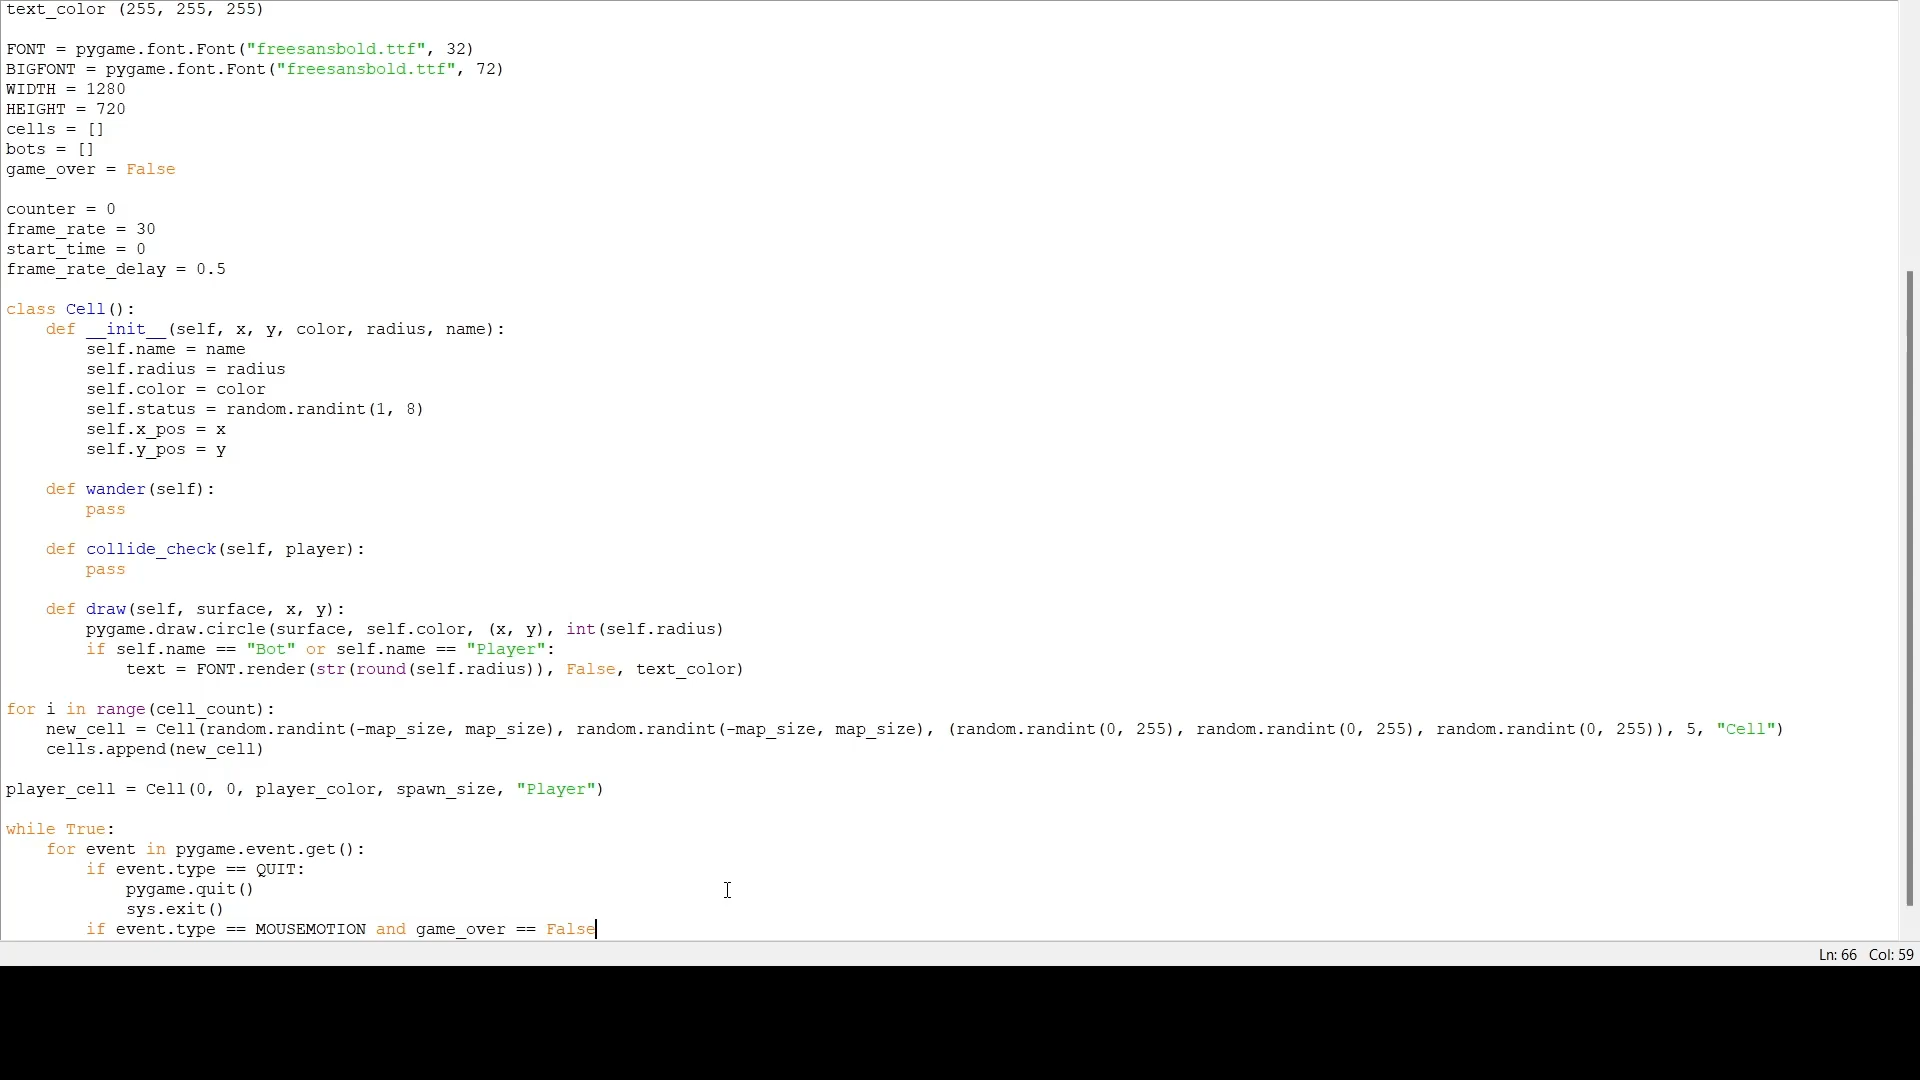 text_color (255, 255, 255)
FONT = pygame.font.Font("freesansbold.ttf", 32)
BIGFONT = pygame.font.Font("freesansbold.ttf", 72)
WIDTH = 1280
HEIGHT = 720
cells = []
bots = []
game_over = False
counter = 0
frame_rate = 30
start_time = 0
frame_rate_delay = 0.5
class Cell():
    def __init__(self, x, y, color, radius, name):
        self.name = name
        self.radius = radius
        self.color = color
        self.status = random.randint(1, 8)
        self.x_pos = x
        self.y_pos = y
    def wander(self):
        pass
    def collide_check(self, player):
        pass
    def draw(self, surface, x, y):
        pygame.draw.circle(surface, self.color, (x, y), int(self.radius)
        if self.name == "Bot" or self.name == "Player":
            text = FONT.render(str(round(self.radius)), False, text_color)
for i in range(cell_count):
    new_cell = Cell(random.randint(-map_size, map_size), random.randint(-map_size, map_size), (random.randint(0, 255), random.randint(0, 255), random.randint(0, 255)), 5, "Cell")
    cells.append(new_cell)
player_cell = Cell(0, 0, player_color, spawn_size, "Player")
while True:
    for event in pygame.event.get():
        if event.type == QUIT:
            pygame.quit()
            sys.exit()
        if event.type == MOUSEMOTION and game_over == False
Ln: 66 Col: 59